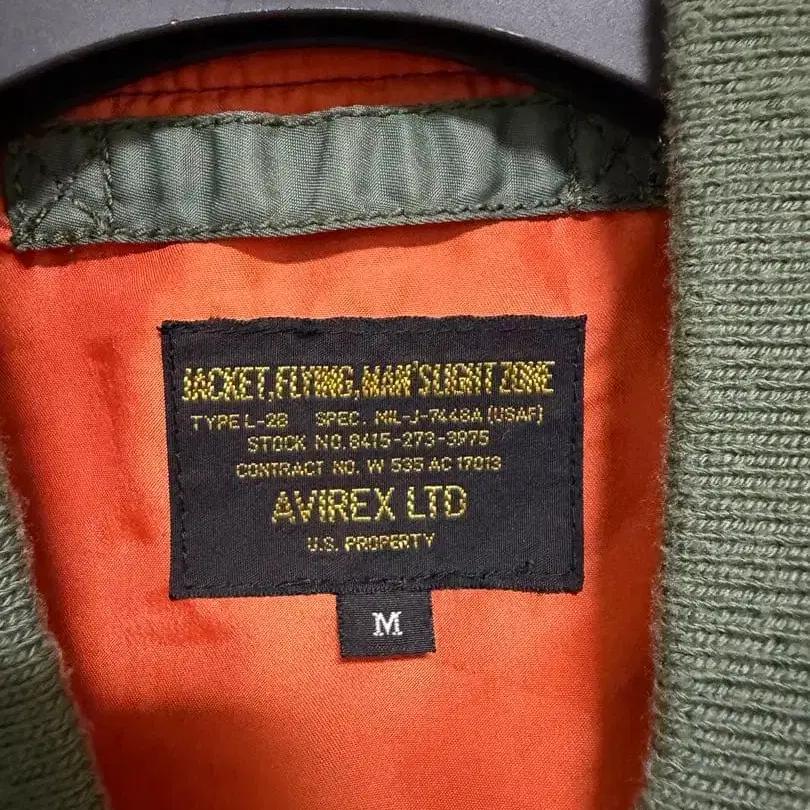 JACKET, FLYING, MAN'S LIGHT ZONE
TYPE L-2B SPEC. MIL-J-7448A (USAF)
STOCK NO. 8415-273-3975
CONTRACT NO. W 535 AC 17013
AVIREX LTD
U.S. PROPERTY
M